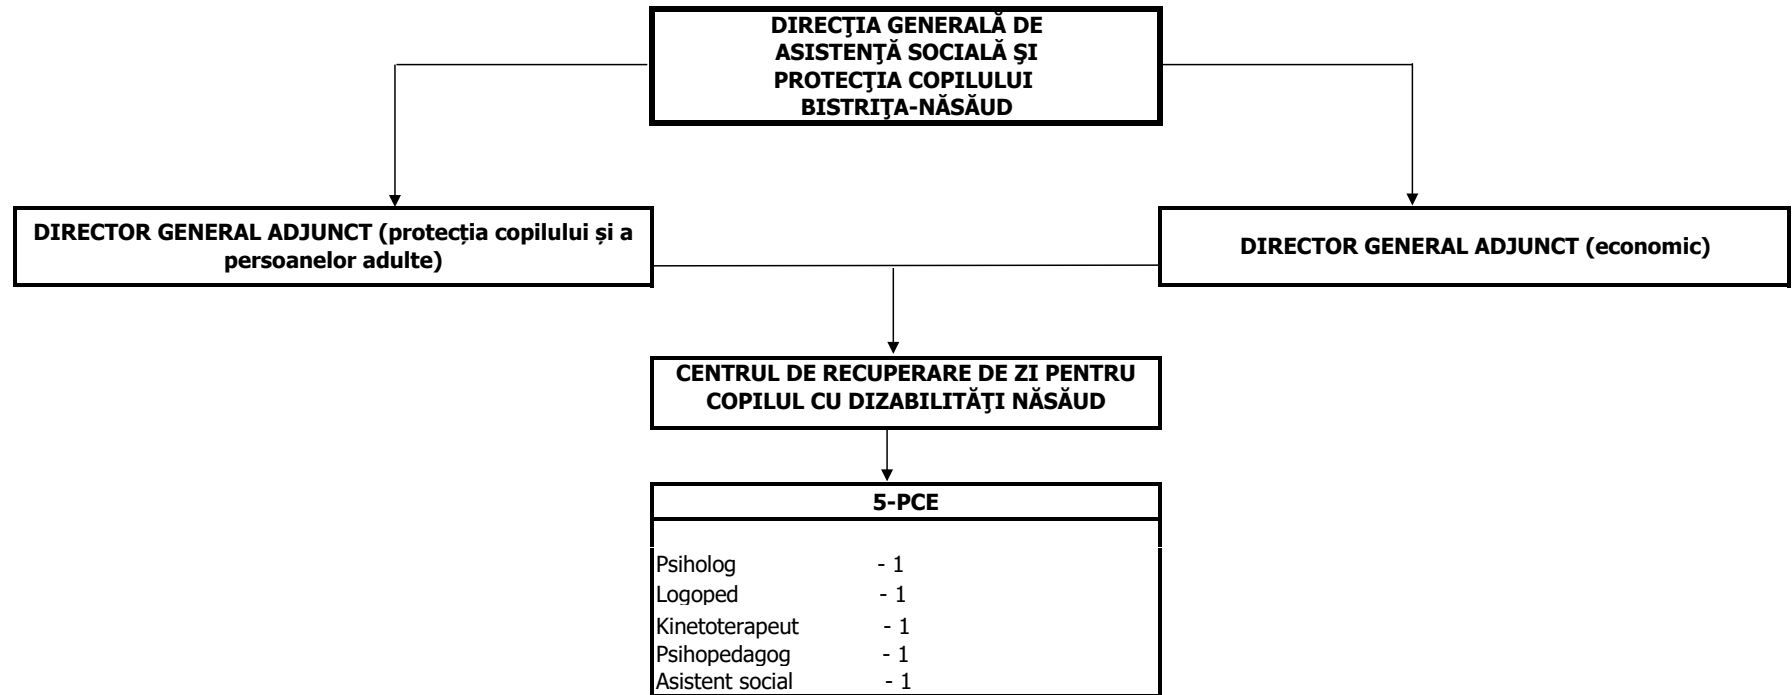 DIRECŢIA GENERALĂ DE
ASISTENŢĂ SOCIALĂ ŞI
PROTECŢIA COPILULUI
BISTRIŢA-NĂSĂUD
DIRECTOR GENERAL ADJUNCT (protecția copilului și a
persoanelor adulte)
DIRECTOR GENERAL ADJUNCT (economic)
CENTRUL DE RECUPERARE DE ZI PENTRU
COPILUL CU DIZABILITĂŢI NĂSĂUD
5-PCE
Psiholog - 1
Logoped - 1
Kinetoterapeut - 1
Psihopedagog - 1
Asistent social - 1